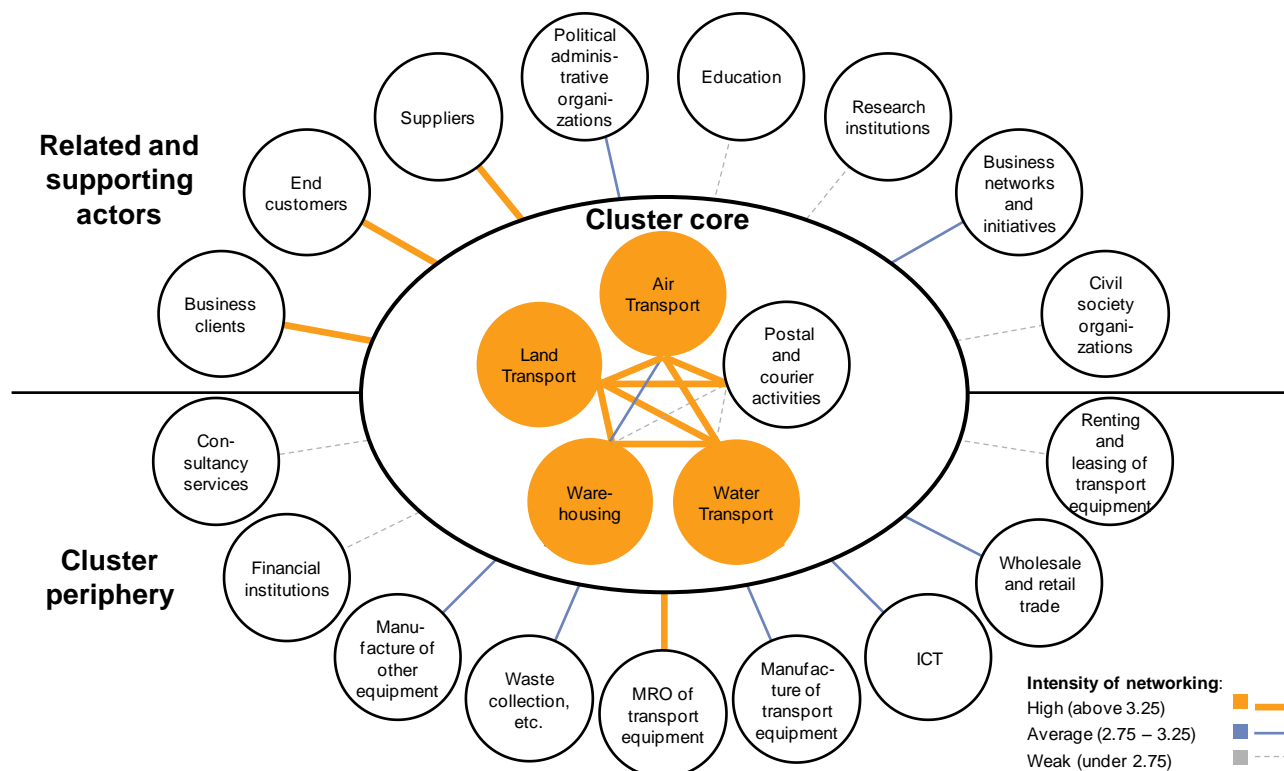 Related and
supporting
actors
Business
clients
End
customers
Suppliers
Political
adminis-
trative
organi-
zations
Education
Research
institutions
Business
networks
and
initiatives
Civil
society
organi-
zations
Cluster core
Air
Transport
Land
Transport
Postal
and
courier
activities
Ware-
housing
Water
Transport
Cluster
periphery
Con-
sultancy
services
Financial
institutions
Manu-
facture of
other
equipment
Waste
collection,
etc.
MRO of
transport
equipment
Manufac-
ture of
transport
equipment
ICT
Wholesale
and retail
trade
Renting
and
leasing of
transport
equipment
Intensity of networking:
High (above 3.25)
Average (2.75 – 3.25)
Weak (under 2.75)